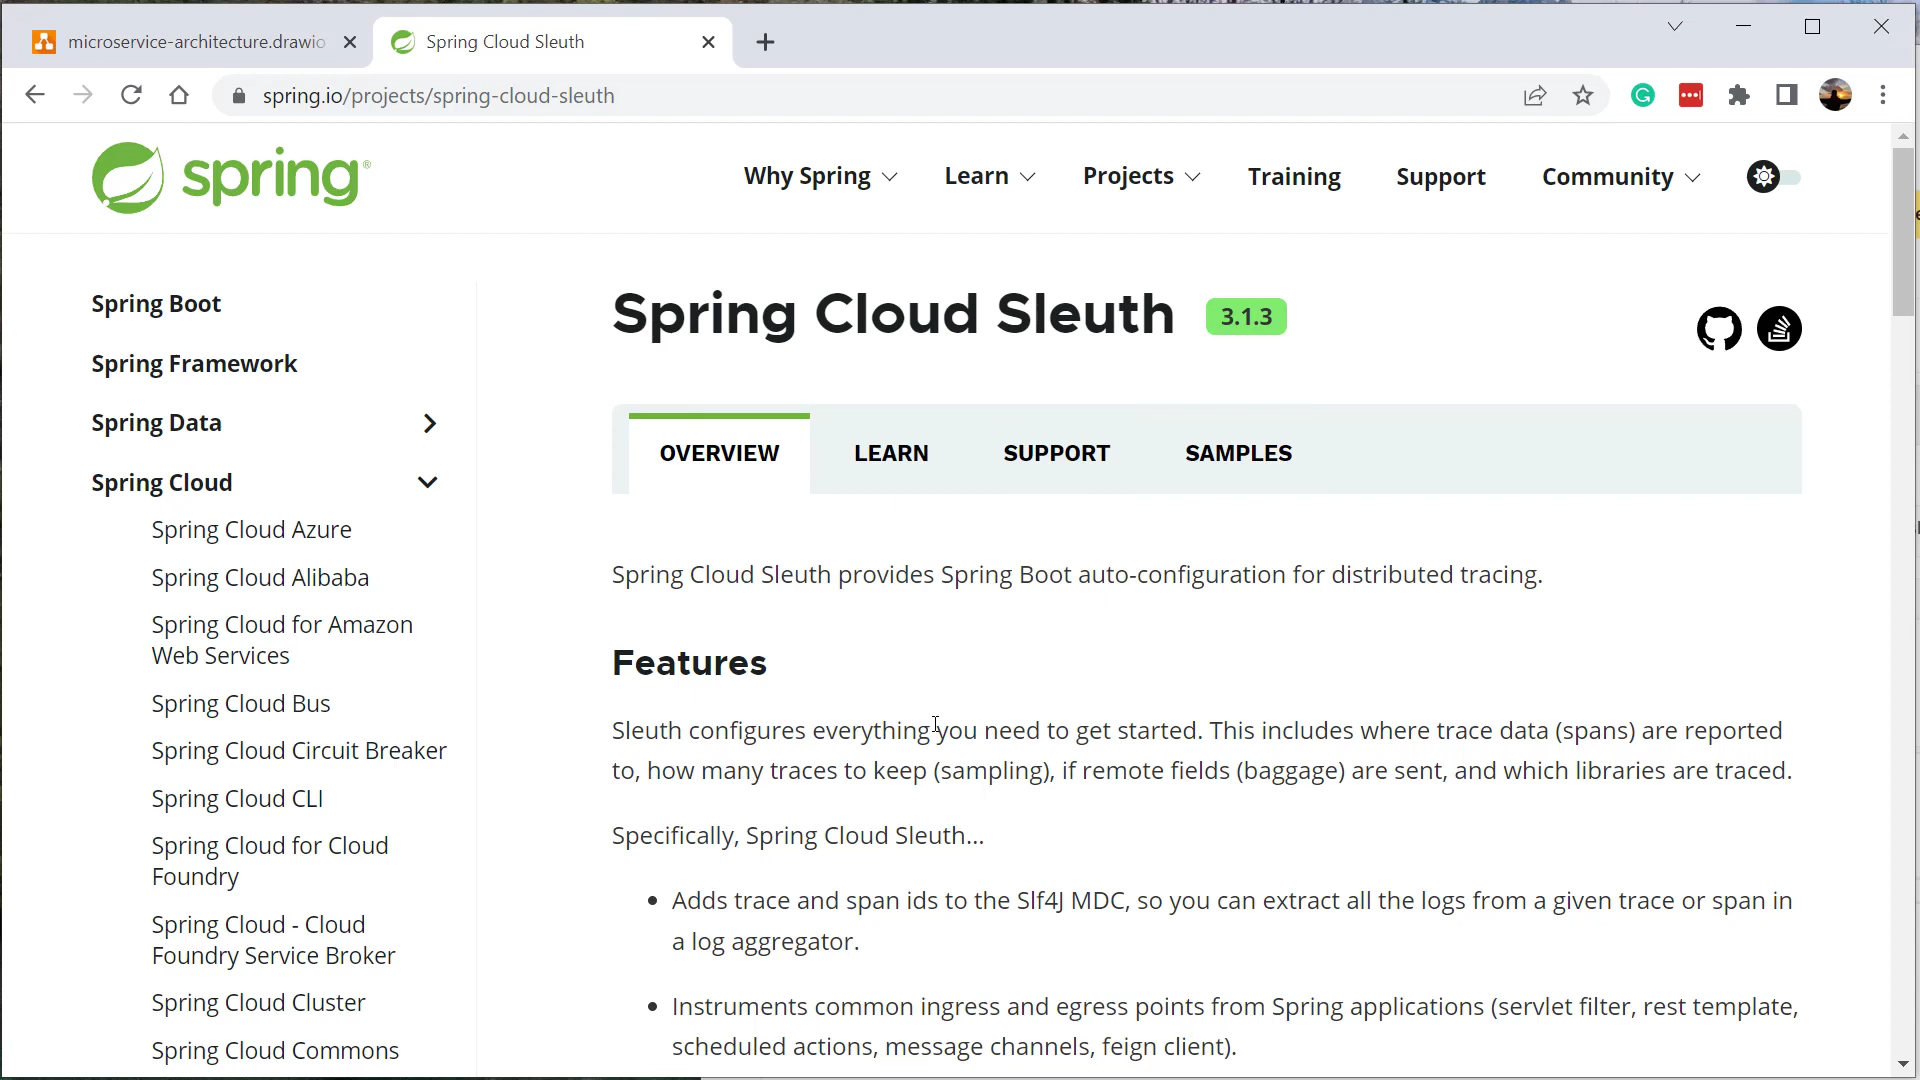 microservice-architecture.drawio
Spring Cloud Sleuth
spring.io/projects/spring-cloud-sleuth
spring®
Why Spring
Learn
Projects
Training
Support
Community
Spring Boot
Spring Framework
Spring Data
Spring Cloud
Spring Cloud Azure
Spring Cloud Alibaba
Spring Cloud for Amazon
Web Services
Spring Cloud Bus
Spring Cloud Circuit Breaker
Spring Cloud CLI
Spring Cloud for Cloud
Foundry
Spring Cloud - Cloud
Foundry Service Broker
Spring Cloud Cluster
Spring Cloud Commons
Spring Cloud Sleuth 3.1.3
OVERVIEW
LEARN
SUPPORT
SAMPLES
Spring Cloud Sleuth provides Spring Boot auto-configuration for distributed tracing.
Features
Sleuth configures everything you need to get started. This includes where trace data (spans) are reported
to, how many traces to keep (sampling), if remote fields (baggage) are sent, and which libraries are traced.
Specifically, Spring Cloud Sleuth…
• Adds trace and span ids to the Slf4J MDC, so you can extract all the logs from a given trace or span in
a log aggregator.
• Instruments common ingress and egress points from Spring applications (servlet filter, rest template,
scheduled actions, message channels, feign client).